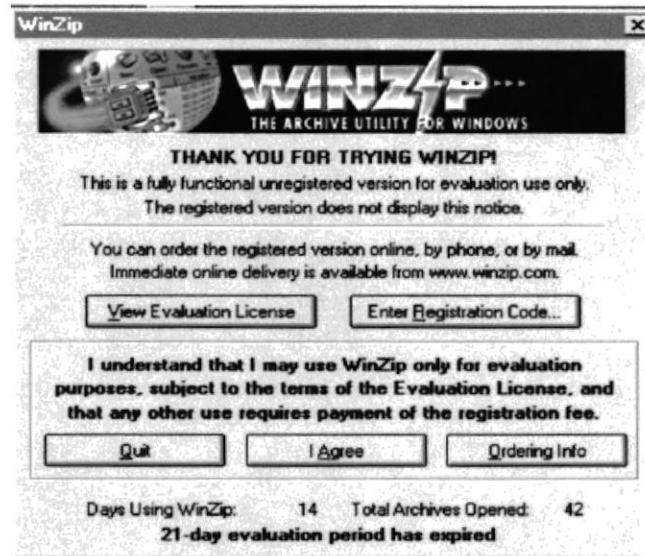 WinZip
WINZIP
THE ARCHIVE UTILITY FOR WINDOWS
THANK YOU FOR TRYING WINZIP!
This is a fully functional unregistered version for evaluation use only.
The registered version does not display this notice.
You can order the registered version online, by phone, or by mail.
Immediate online delivery is available from www.winzip.com.
View Evaluation License
Enter Registration Code...
I understand that I may use WinZip only for evaluation
purposes, subject to the terms of the Evaluation License, and
that any other use requires payment of the registration fee.
Quit
I Agree
Ordering Info
Days Using WinZip: 14 Total Archives Opened: 42
21-day evaluation period has expired